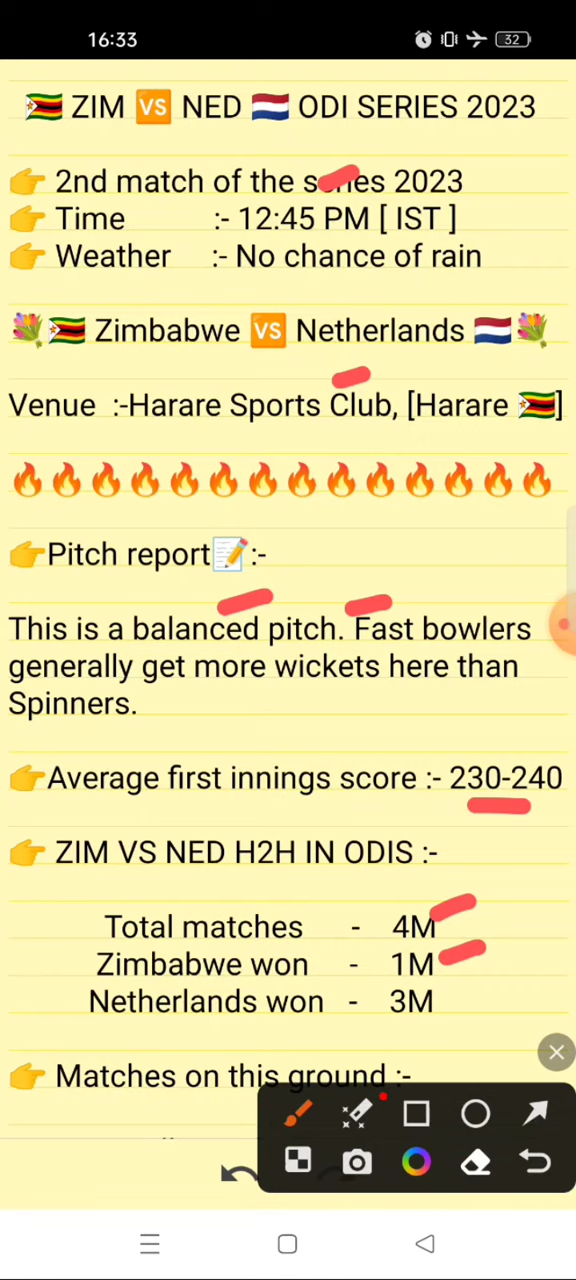 16:33
32
🇿🇼 ZIM 🆚 NED 🇳🇱 ODI SERIES 2023
👉 2nd match of the series 2023
👉 Time :- 12:45 PM [ IST ]
👉 Weather :- No chance of rain
💐🇿🇼 Zimbabwe 🆚 Netherlands 🇳🇱💐
Venue :-Harare Sports Club, [Harare 🇿🇼]
🔥🔥🔥🔥🔥🔥🔥🔥🔥🔥🔥🔥🔥🔥
👉Pitch report📝:-
This is a balanced pitch. Fast bowlers
generally get more wickets here than
Spinners.
👉Average first innings score :- 230-240
👉 ZIM VS NED H2H IN ODIS :-
Total matches - 4M
Zimbabwe won - 1M
Netherlands won - 3M
👉 Matches on this ground :-